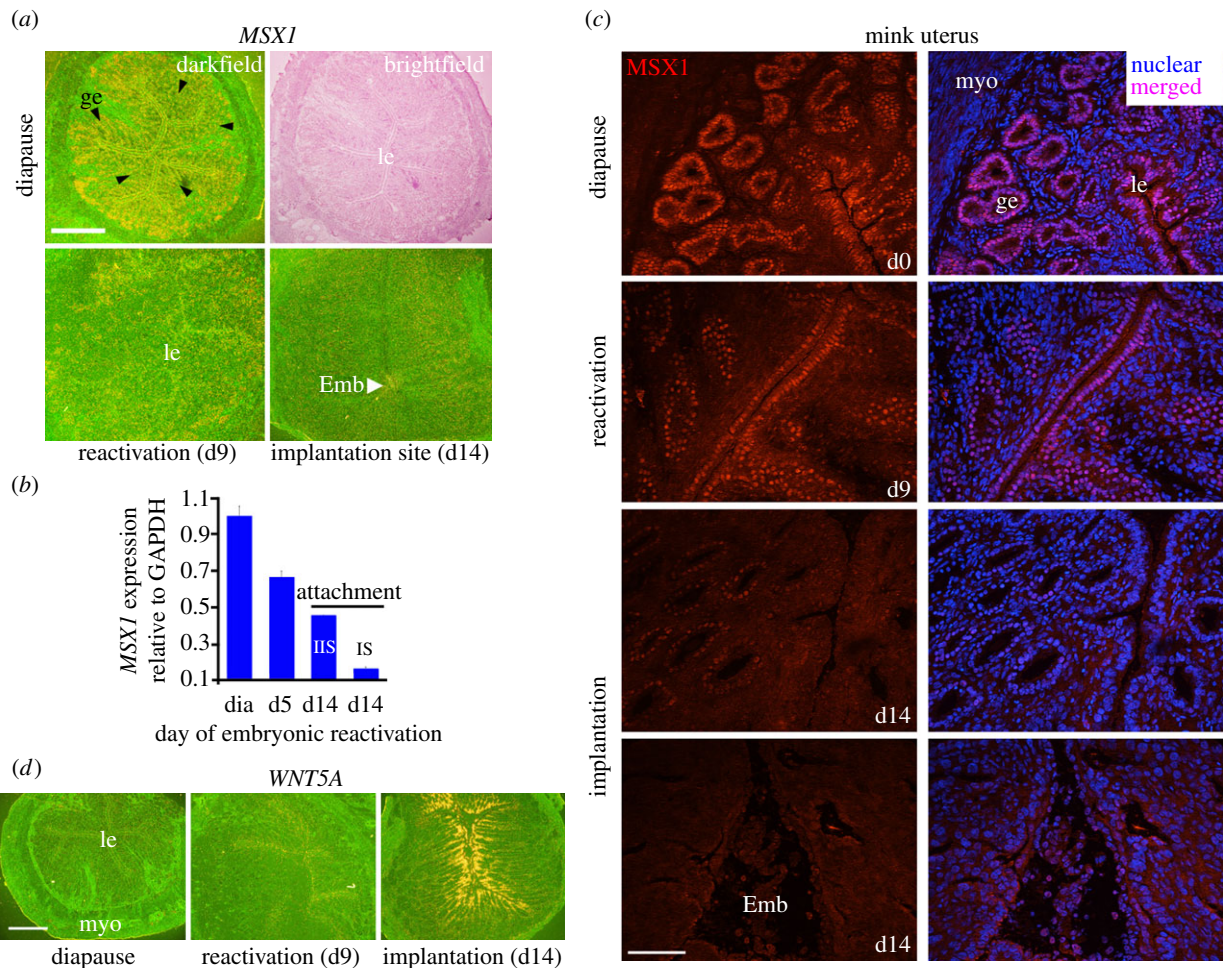 (a)
MSX1
darkfield
brightfield
ge
le
diapause
le
Emb
reactivation (d9)
implantation site (d14)
(b)
MSX1 expression
relative to GAPDH
1.1
0.9
0.7
0.5
0.3
0.1
attachment
IIS
IS
dia d5 d14 d14
day of embryonic reactivation
(d)
WNT5A
le
myo
diapause
reactivation (d9)
implantation (d14)
(c)
mink uterus
MSX1
myo
nuclear
merged
diapause
ge
le
d0
reactivation
d9
implantation
d14
Emb
d14